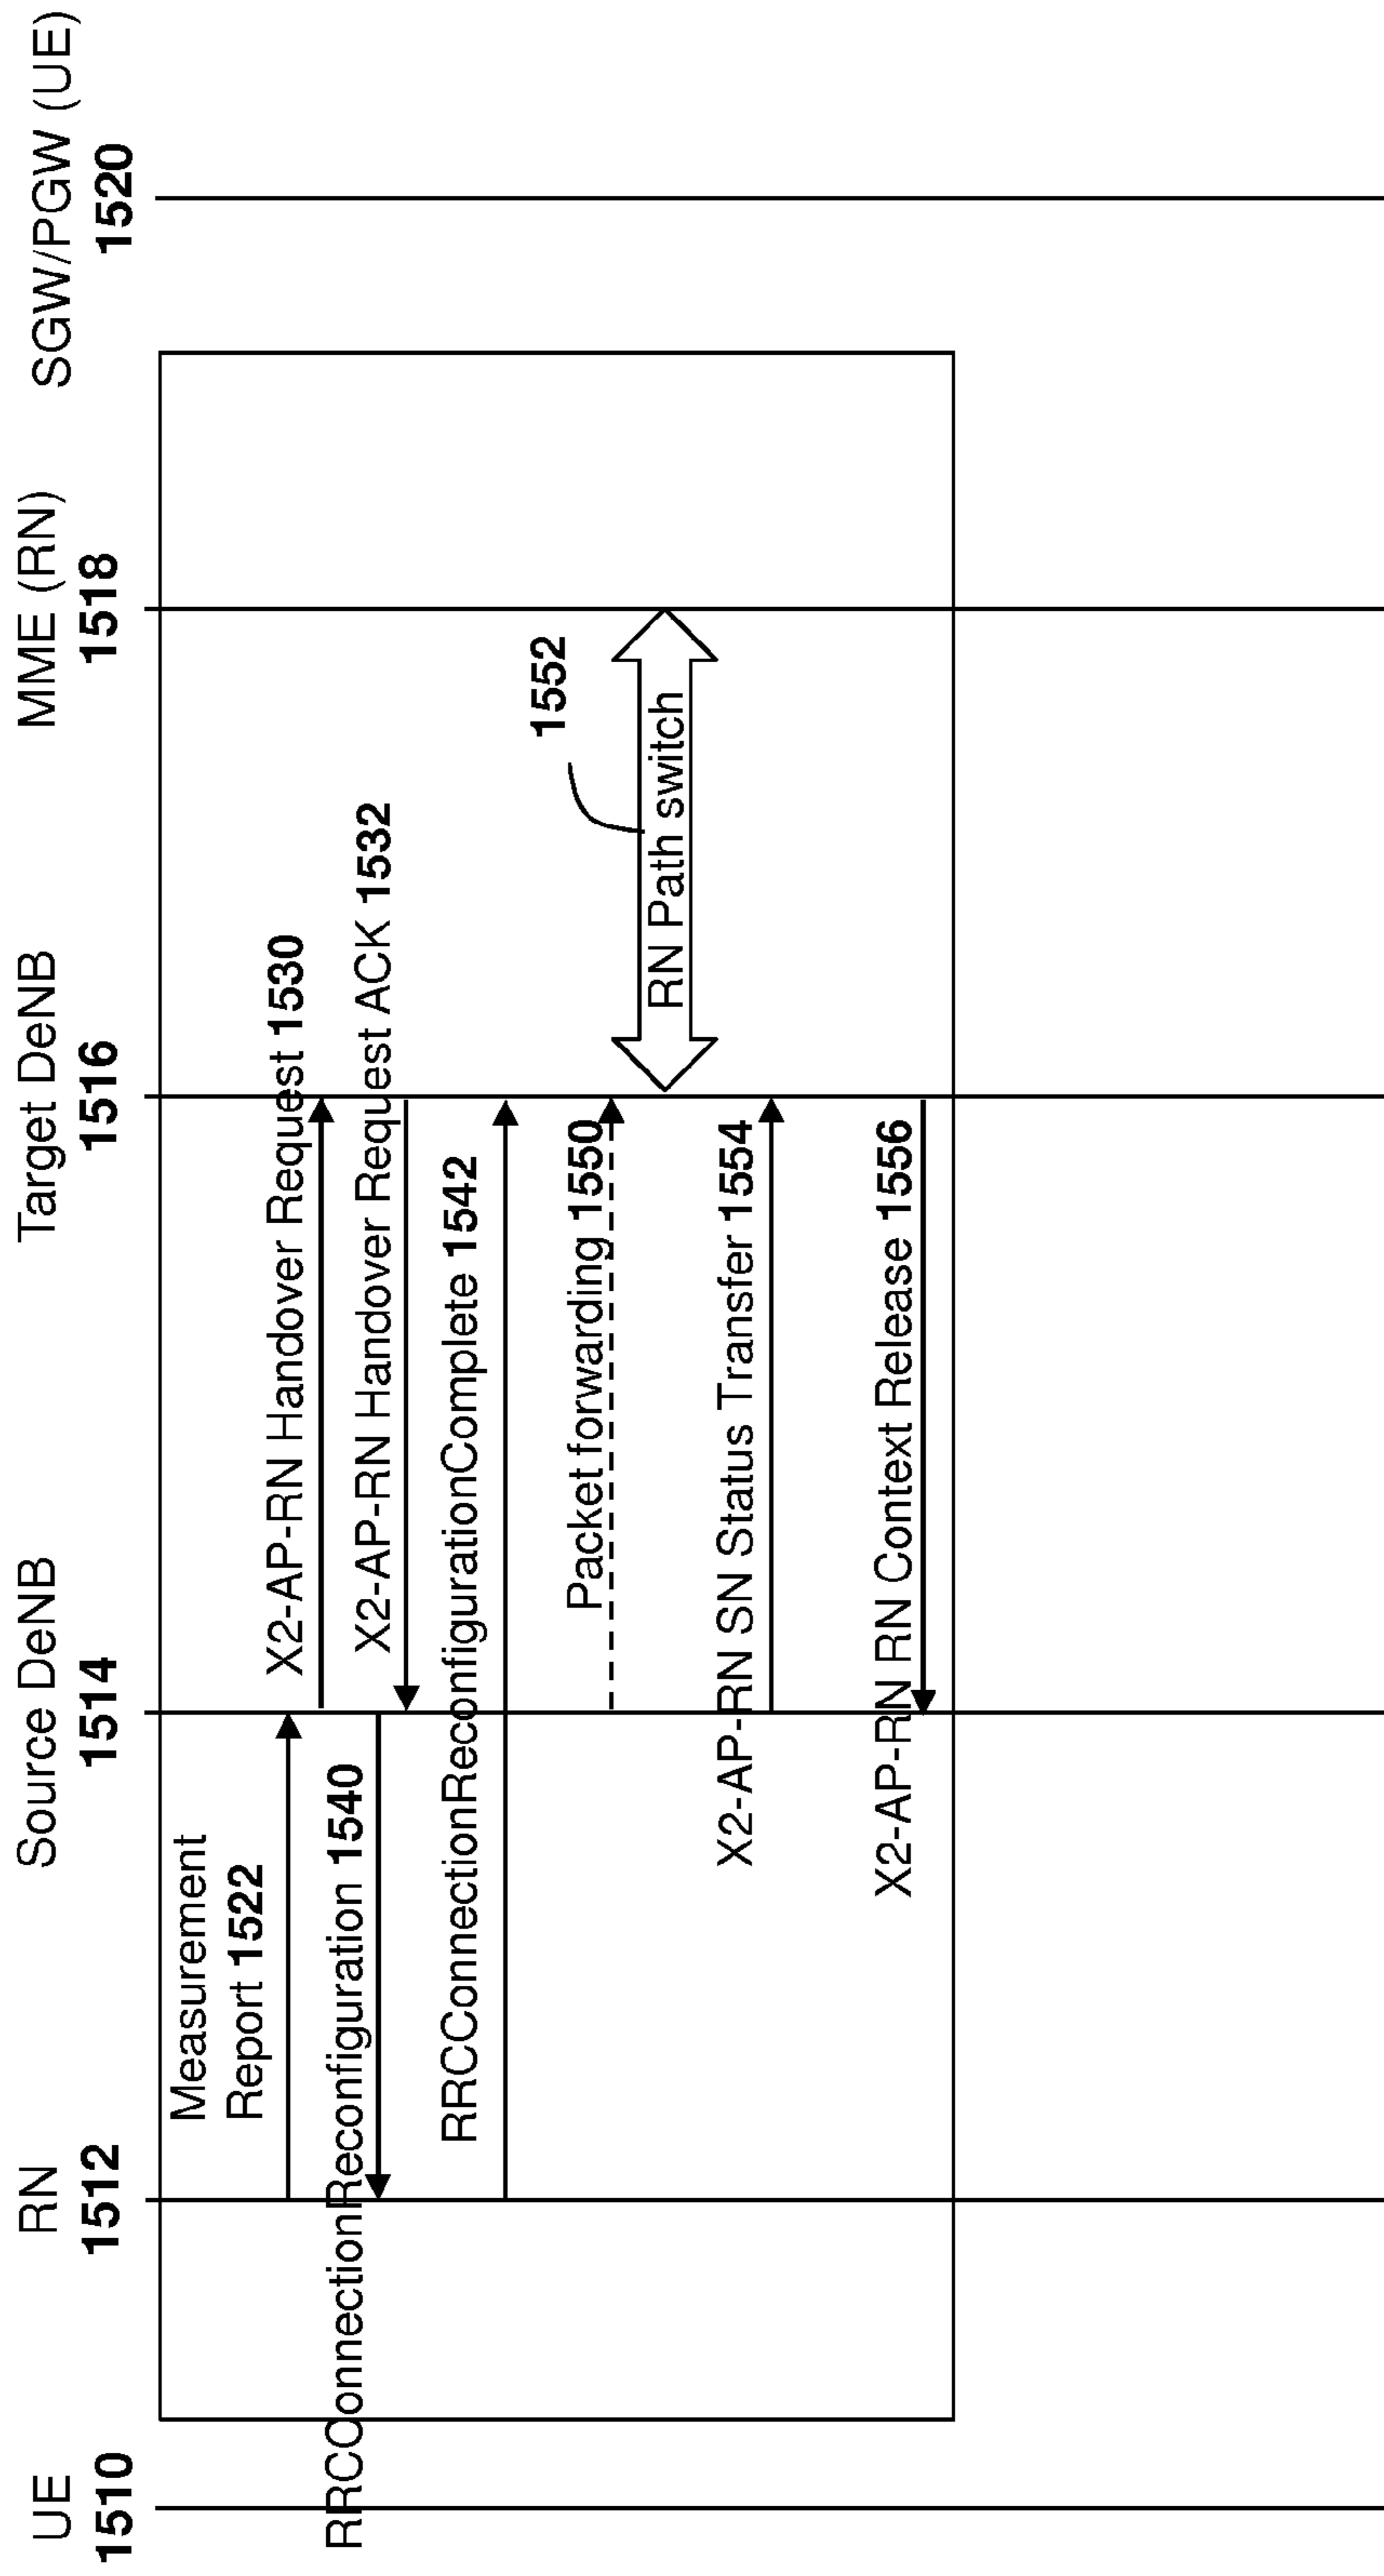 UE
1510
RN
1512
Source DeNB
1514
Target DeNB
1516
MME (RN)
1518
SGW/PGW (UE)
1520
Measurement
Report 1522
X2-AP-RN Handover Request 1530
RRCConnectionReconfiguration 1540
X2-AP-RN Handover Request ACK 1532
RRCConnectionReconfigurationComplete 1542
1552
Packet forwarding 1550
RN Path switch
X2-AP-RN SN Status Transfer 1554
X2-AP-RN RN Context Release 1556